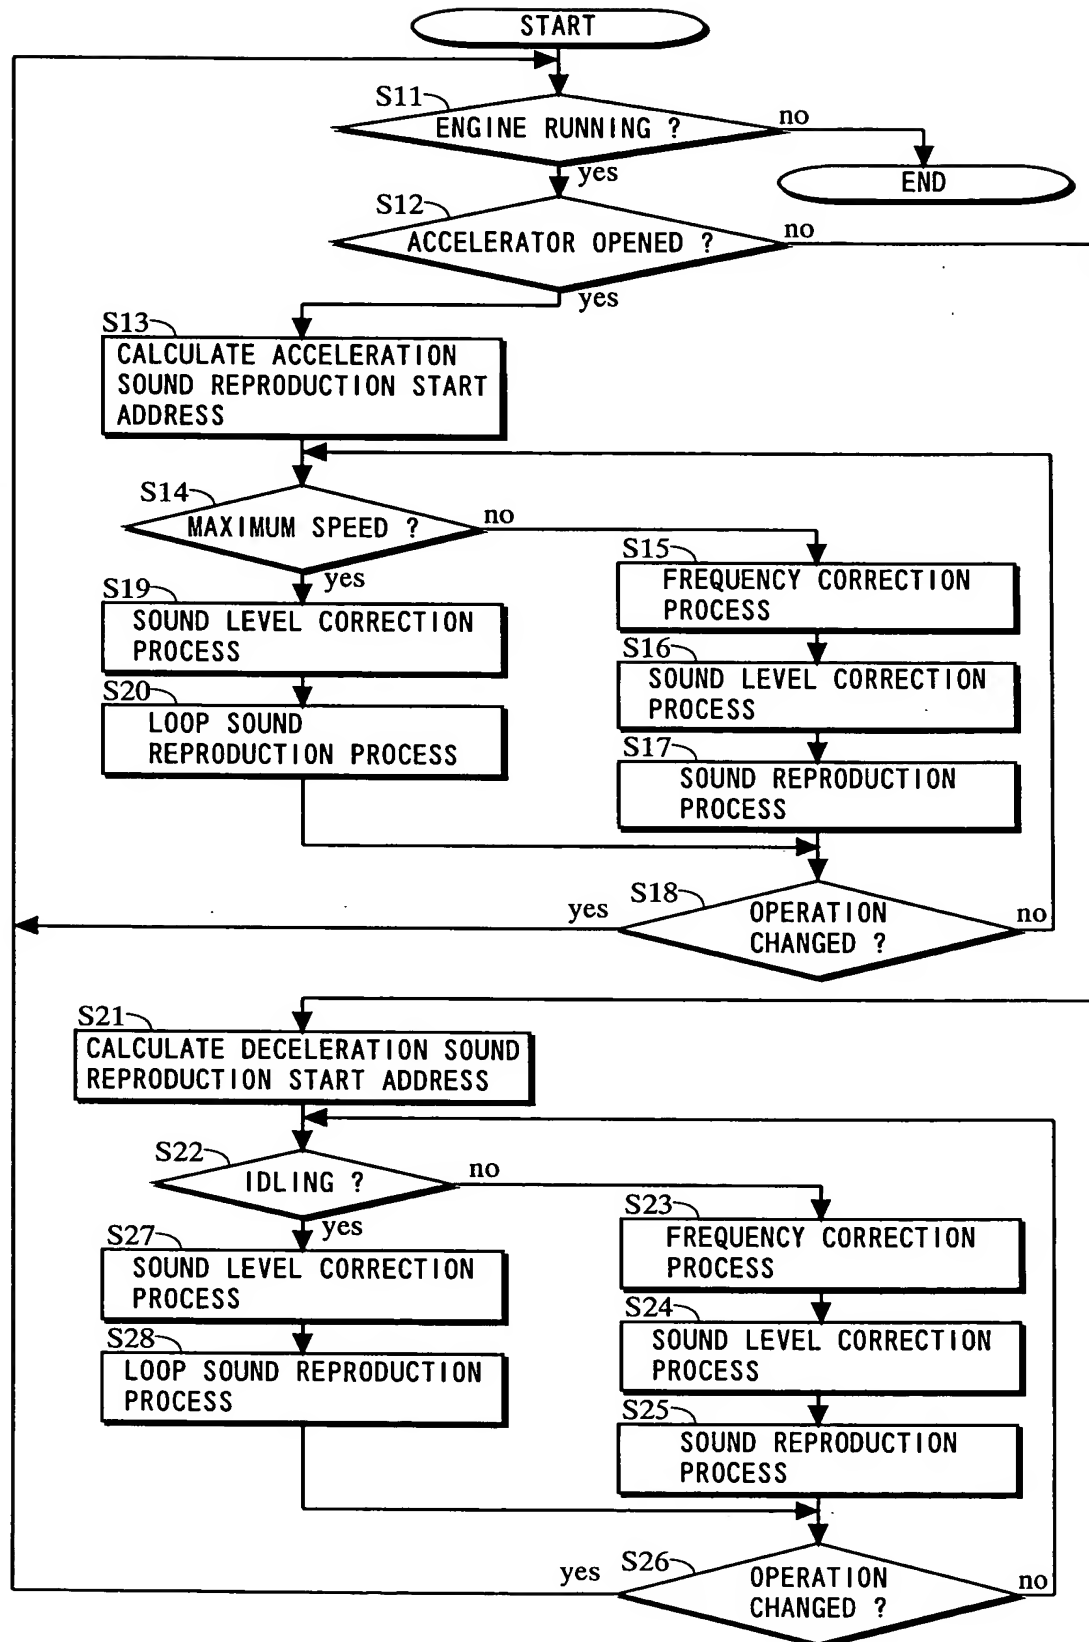 START
S11
ENGINE RUNNING ?
no
yes
END
S12
ACCELERATOR OPENED ?
no
yes
S13
CALCULATE ACCELERATION
SOUND REPRODUCTION START
ADDRESS
S14
MAXIMUM SPEED ?
no
yes
S15
FREQUENCY CORRECTION
PROCESS
S19
SOUND LEVEL CORRECTION
PROCESS
S16
SOUND LEVEL CORRECTION
PROCESS
S20
LOOP SOUND
REPRODUCTION PROCESS
S17
SOUND REPRODUCTION
PROCESS
S18
OPERATION
CHANGED ?
yes
no
S21
CALCULATE DECELERATION SOUND
REPRODUCTION START ADDRESS
S22
IDLING ?
no
yes
S23
FREQUENCY CORRECTION
PROCESS
S27
SOUND LEVEL CORRECTION
PROCESS
S24
SOUND LEVEL CORRECTION
PROCESS
S28
LOOP SOUND REPRODUCTION
PROCESS
S25
SOUND REPRODUCTION
PROCESS
S26
OPERATION
CHANGED ?
yes
no